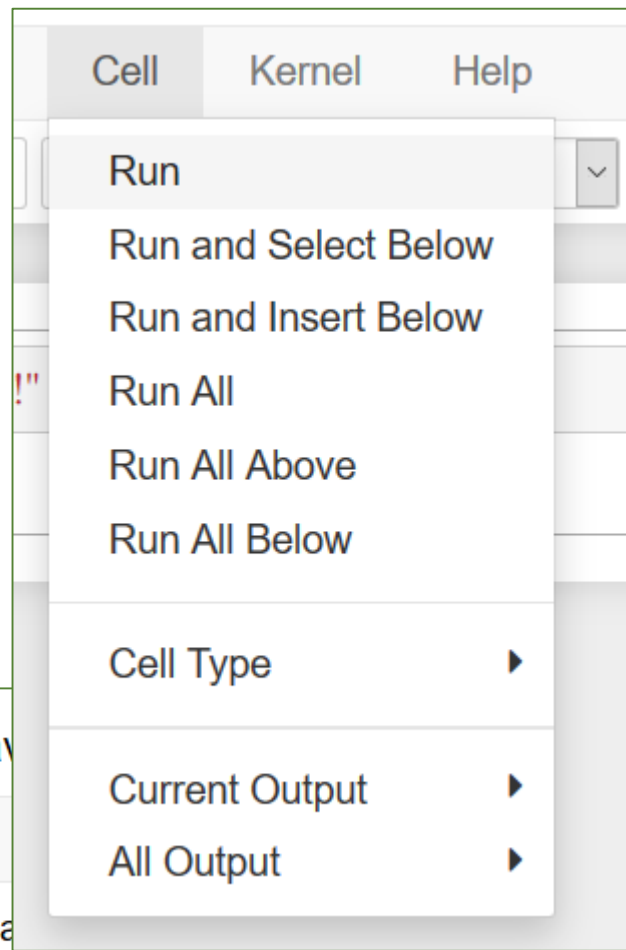 Cell Kernel Help
Run
Run and Select Below
Run and Insert Below
!"
Run All
Run All Above
Run All Below
Cell Type
Current Output
All Output